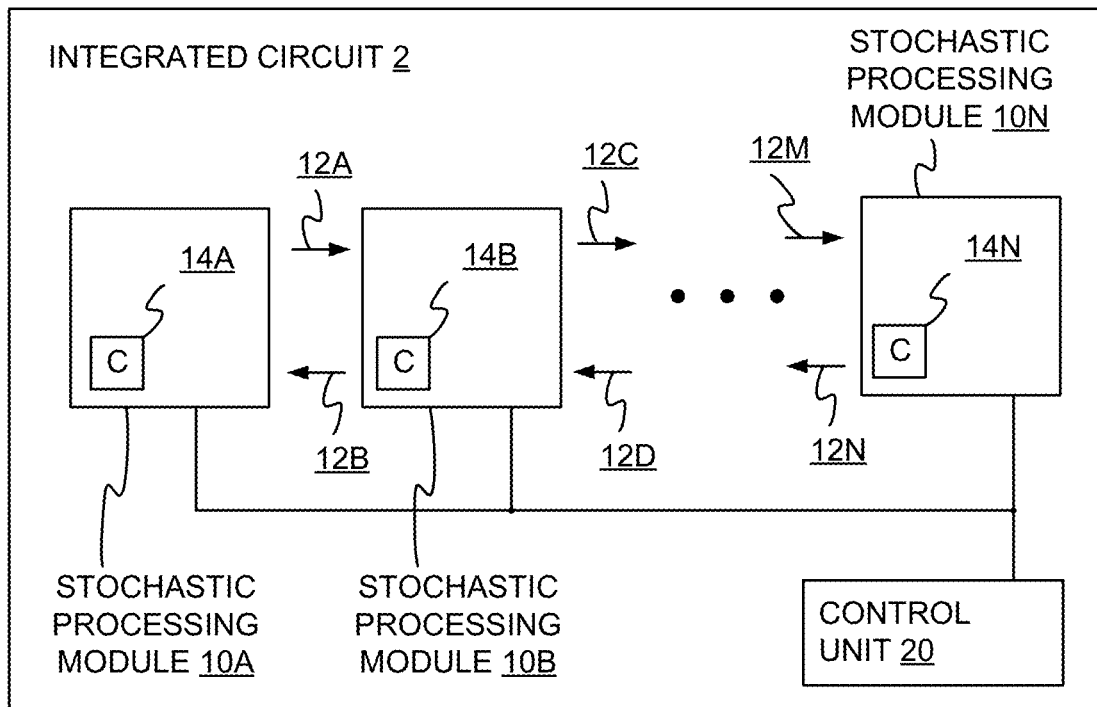 INTEGRATED CIRCUIT 2
STOCHASTIC
PROCESSING
MODULE 10N
12A
12C
12M
14A
14B
14N
C
C
C
12B
12D
12N
STOCHASTIC
PROCESSING
MODULE 10A
STOCHASTIC
PROCESSING
MODULE 10B
CONTROL
UNIT 20